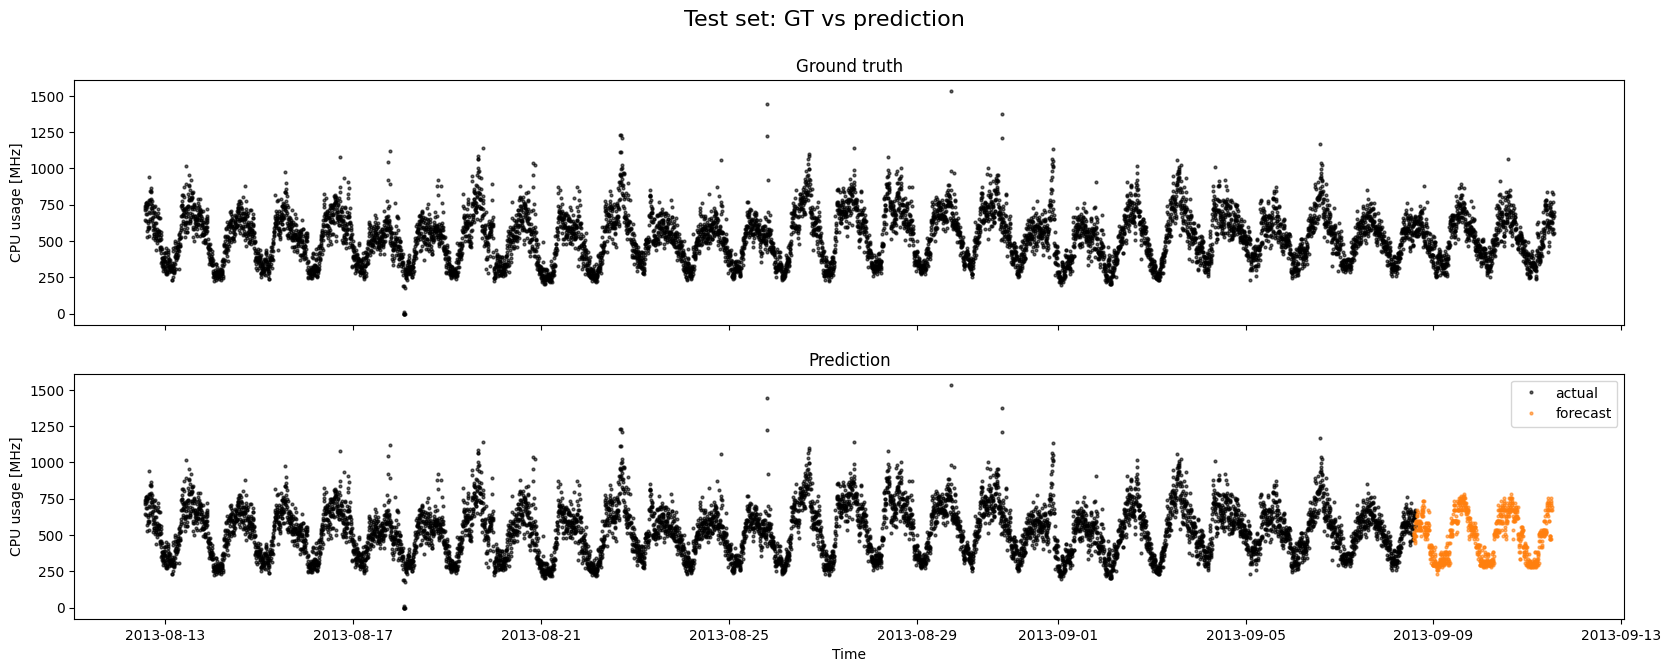 Test set: GT vs prediction
Ground truth
1500
1250
1000
750
500
250
0
CPU usage [MHz]
Prediction
1500
1250
1000
750
500
250
0
CPU usage [MHz]
actual
forecast
2013-08-13 2013-08-17 2013-08-21 2013-08-25 2013-08-29 2013-09-01 2013-09-05 2013-09-09 2013-09-13
Time